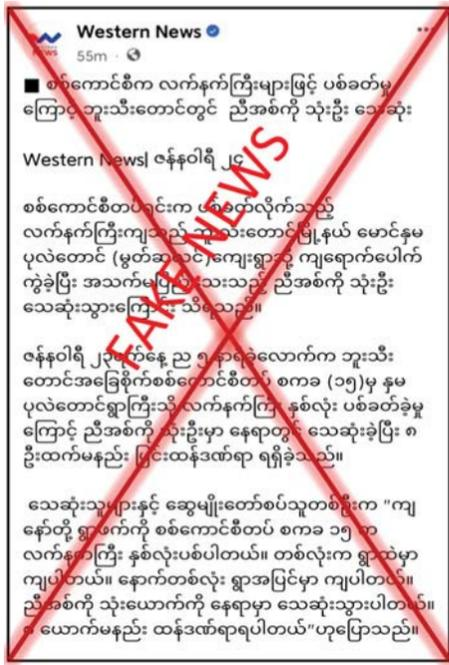 Western News
NEWS
55m
■ စစ်ကောင်စီက လက်နက်ကြီးများဖြင့် ပစ်ခတ်မှု
ကြောင့် ဘူးသီးတောင်တွင် ညီအစ်ကို သုံးဦး သေဆုံး
Western News| ဇန်နဝါရီ ၂၄
စစ်ကောင်စီတပ်ရင်းက ပစ်ခတ်လိုက်သည့်
လက်နက်ကြီးကျည် ဘူးသီးတောင်မြို့နယ် မောင်နှမ
ပုလဲတောင် ကျေးရွာသို့ ကျရောက်ပေါက်
ကွဲခဲ့ပြီး အသက်မပြည့်သေးသည့် ညီအစ်ကို သုံးဦး
သေဆုံးသွားကြောင်း သိရသည်။
ဇန်နဝါရီ ၂၃ရက်နေ့ ည ၅ နာရီခွဲလောက်က ဘူးသီး
တောင်အခြေစိုက်စစ်ကောင်စီတပ် စကခ (၁၅)မှ နှမ
ပုလဲတောင်ရွာကြီးသို့ လက်နက်ကြီး နှစ်လုံး ပစ်ခတ်ခဲ့မှု
ကြောင့် ညီအစ်ကို သုံးဦးမှာ နေရာတွင် သေဆုံးခဲ့ပြီး ၈
ဦးထက်မနည်း ပြင်းထန်ဒဏ်ရာ ရရှိခဲ့သည်။
သေဆုံးသူများနှင့် ဆွေမျိုးတော်စပ်သူတစ်ဦးက "ကျ
နော်တို့ ရွာဖက်ကို စစ်ကောင်စီတပ် စကခ ၁၅ က
လက်နက်ကြီး နှစ်လုံးပစ်ပါတယ်။ တစ်လုံးက ရွာထဲမှာ
ကျပါတယ်။ နောက်တစ်လုံး ရွာအပြင်မှာ ကျပါတယ်။
ညီအစ်ကို သုံးယောက်ကို နေရာမှာ သေဆုံးသွားပါတယ်။
၈ ယောက်မနည်း ထန်ဒဏ်ရာရပါတယ်"ဟုပြောသည်။
FAKE NEWS